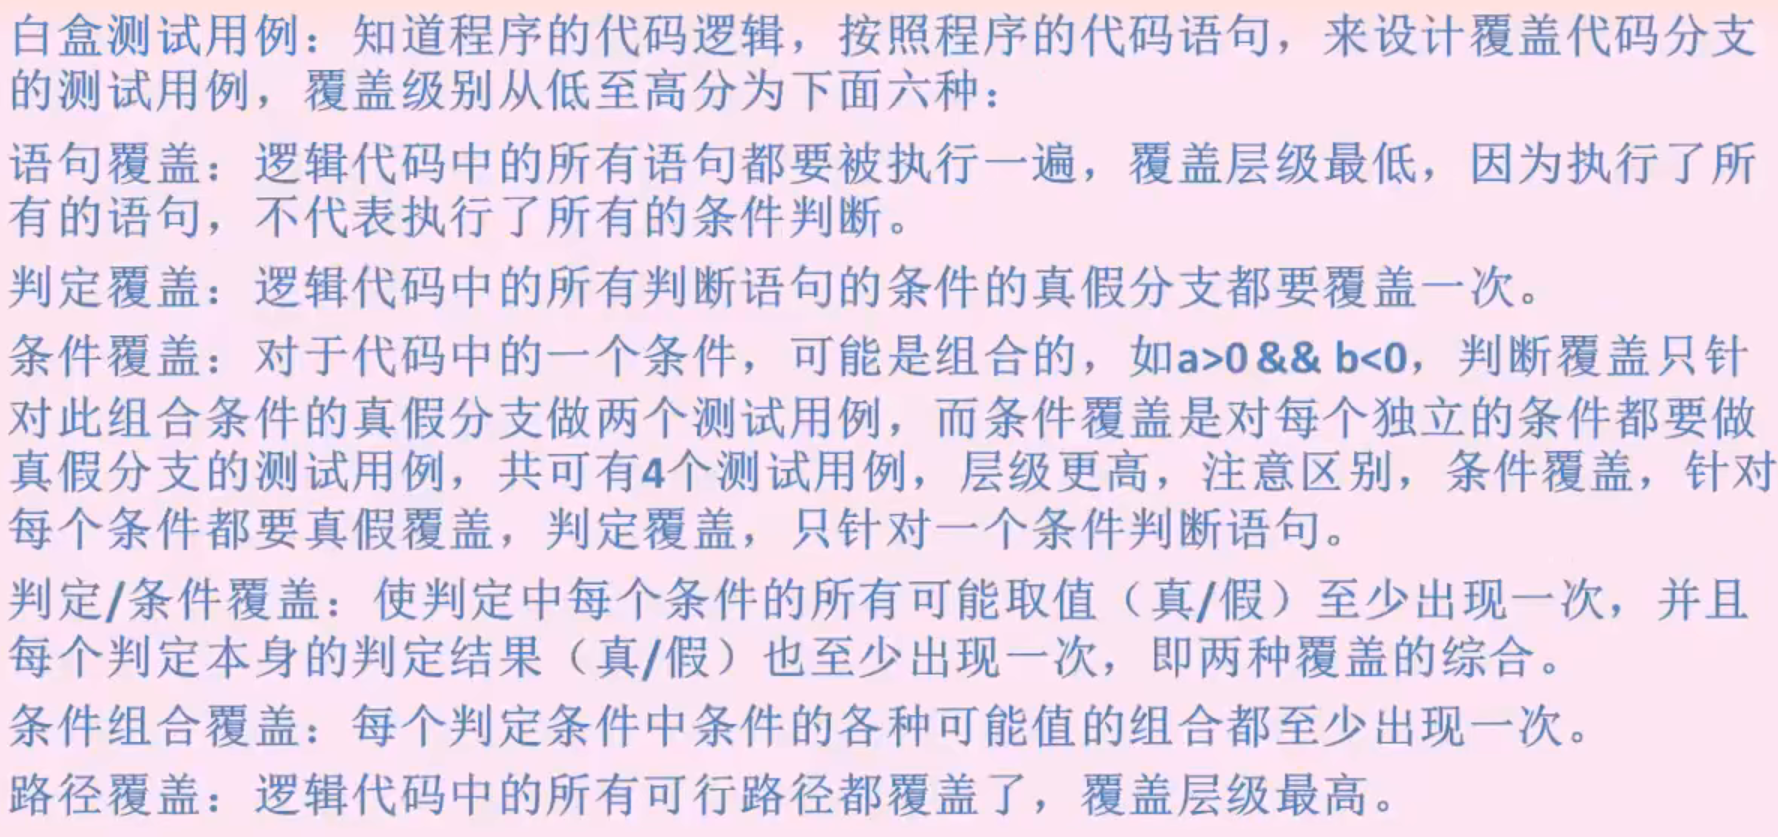 白盒测试用例：知道程序的代码逻辑，按照程序的代码语句，来设计覆盖代码分支
的测试用例，覆盖级别从低至高分为下面六种：
语句覆盖：逻辑代码中的所有语句都要被执行一遍，覆盖层级最低，因为执行了所
有的语句，不代表执行了所有的条件判断。
判定覆盖：逻辑代码中的所有判断语句的条件的真假分支都要覆盖一次。
条件覆盖：对于代码中的一个条件，可能是组合的，如a>0 && b<0，判断覆盖只针
对此组合条件的真假分支做两个测试用例，而条件覆盖是对每个独立的条件都要做
真假分支的测试用例，共可有4个测试用例，层级更高，注意区别，条件覆盖，针对
每个条件都要真假覆盖，判定覆盖，只针对一个条件判断语句。
判定/条件覆盖：使判定中每个条件的所有可能取值（真/假）至少出现一次，并且
每个判定本身的判定结果（真/假）也至少出现一次，即两种覆盖的综合。
条件组合覆盖：每个判定条件中条件的各种可能值的组合都至少出现一次。
路径覆盖：逻辑代码中的所有可行路径都覆盖了，覆盖层级最高。